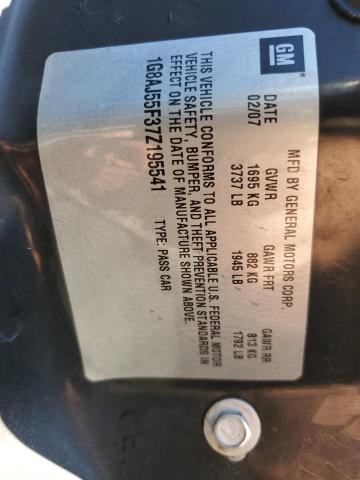 GM
MFD BY GENERAL MOTORS CORP.
DATE GVWR GAWR FRT GAWR RR
02/07 1695 KG 882 KG 813 KG
3737 LB 1945 LB 1792 LB
THIS VEHICLE CONFORMS TO ALL APPLICABLE U.S. FEDERAL MOTOR
VEHICLE SAFETY, BUMPER, AND THEFT PREVENTION STANDARDS IN
EFFECT ON THE DATE OF MANUFACTURE SHOWN ABOVE.
1G8AJ55F37Z195541 TYPE: PASS CAR